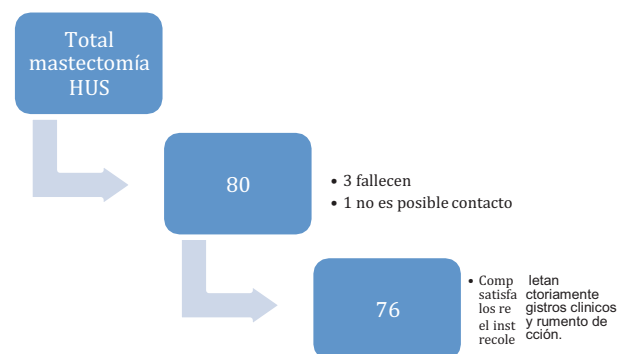 Total
mastectomía
HUS
80
• 3 fallecen
• 1 no es posible contacto
76
• Comp letan
satisfa ctoriamente
los re gistros clinicos
el inst y rumento de
recole cción.